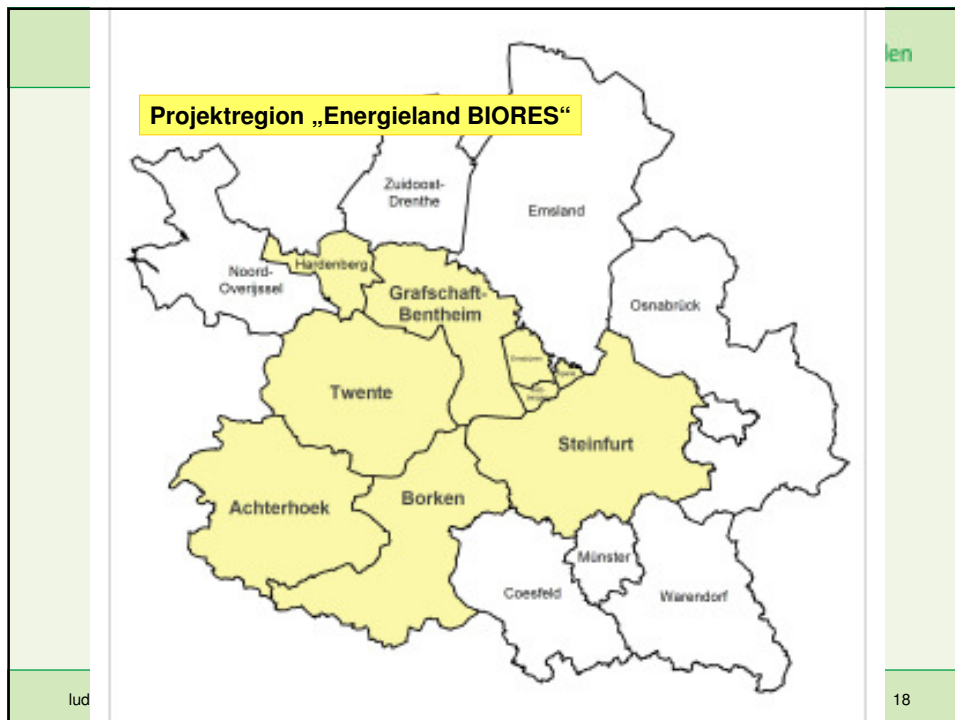 len
Projektregion „Energieland BIORES“
Zuidoost-
Drenthe
Emsland
Hardenberg
Noord-
Overijssel
Grafschaft-
Bentheim
Osnabrück
Twente
Steinfurt
Achterhoek
Borken
Münster
Coesfeld
Warendorf
lud
18